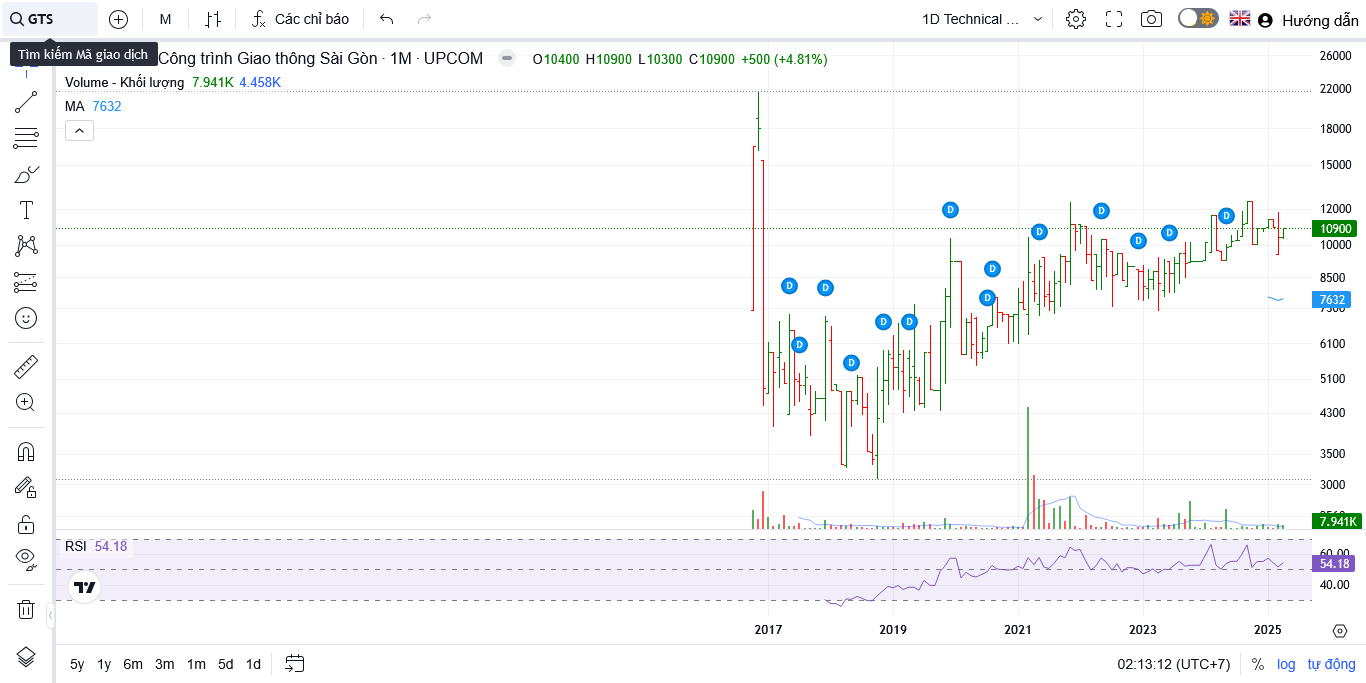 GTS
M
Các chỉ báo
1D Technical ...
Hướng dẫn
Tìm kiếm Mã giao dịch
Công trình Giao thông Sài Gòn · 1M · UPCOM
O10400 H10900 L10300 C10900 +500 (+4.81%)
Volume - Khối lượng 7.941K 4.458K
MA 7632
26000
22000
18000
15000
12000
10900
10000
8500
7632
7500
6100
5100
4300
3500
3000
7.941K
D D D D D D D D D D D D D D
RSI 54.18
60.00
54.18
40.00
2017 2019 2021 2023 2025
5y 1y 6m 3m 1m 5d 1d
02:13:12 (UTC+7) % log tự động